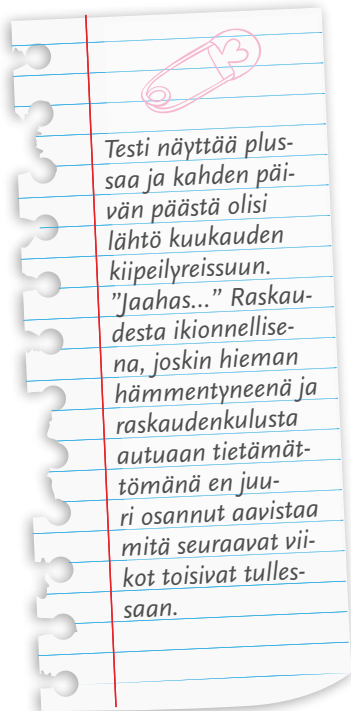 Testi näyttää plus-
saa ja kahden päi-
vän päästä olisi
lähtö kuukauden
kiipeilyreissuun.
”Jaahas...” Raskau-
desta ikionnellise-
na, joskin hieman
hämmentyneenä ja
raskaudenkulusta
autuaan tietämät-
tömänä en juu-
ri osannut aavistaa
mitä seuraavat vii-
kot toisivat tulles-
saan.